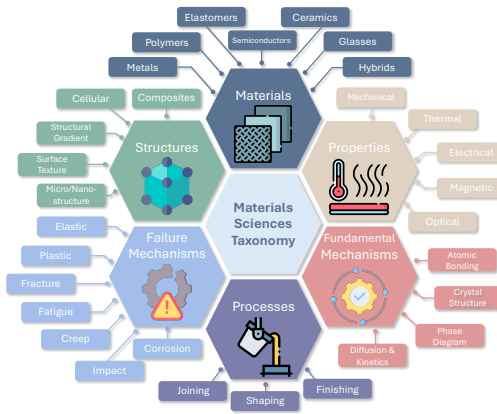 Elastomers
Ceramics
Polymers
Semiconductors
Glasses
Metals
Hybrids
Materials
Cellular
Composites
Structural
Gradient
Surface
Texture
Micro/Nano-
structure
Structures
Mechanical
Thermal
Electrical
Magnetic
Optical
Properties
Materials
Sciences
Taxonomy
Elastic
Plastic
Fracture
Fatigue
Creep
Impact
Corrosion
Failure
Mechanisms
Fundamental
Mechanisms
Atomic
Bonding
Crystal
Structure
Phase
Diagram
Diffusion &
Kinetics
Processes
Joining
Shaping
Finishing